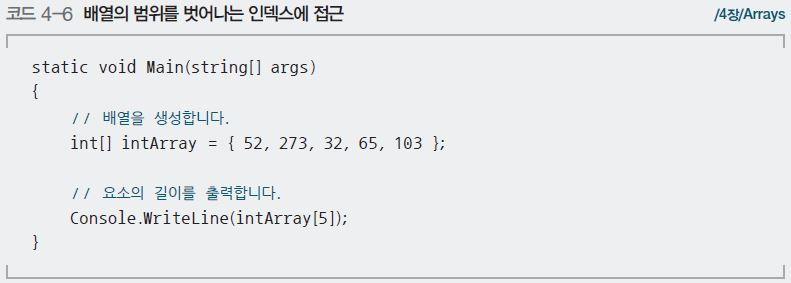 코드 4-6 배열의 범위를 벗어나는 인덱스에 접근 /4장/Arrays
static void Main(string[] args)
{
// 배열을 생성합니다.
int[] intArray = { 52, 273, 32, 65, 103 };
// 요소의 길이를 출력합니다.
Console.WriteLine(intArray[5]);
}